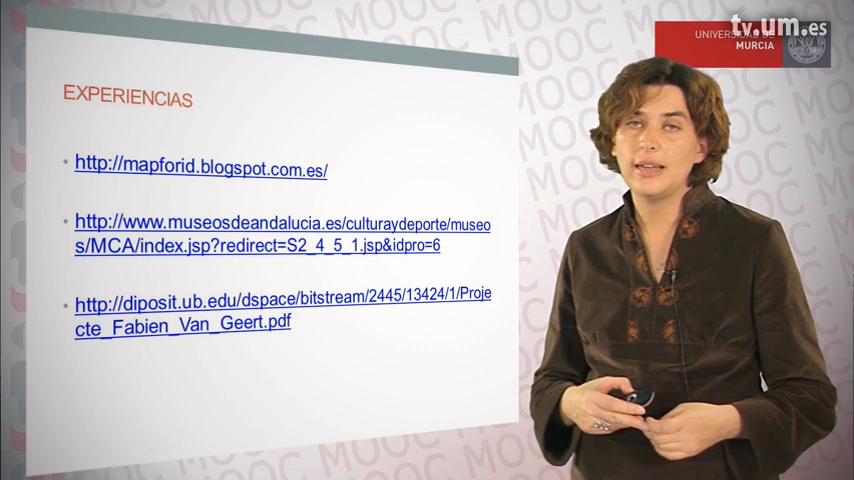 tv.um.es
UNIVERSIDAD DE
MURCIA
EXPERIENCIAS
http://mapforid.blogspot.com.es/
http://www.museosdeandalucia.es/culturaydeporte/museo
s/MCA/index.jsp?redirect=S2_4_5_1.jsp&idpro=6
http://diposit.ub.edu/dspace/bitstream/2445/13424/1/Proje
cte_Fabien_Van_Geert.pdf
MOOC